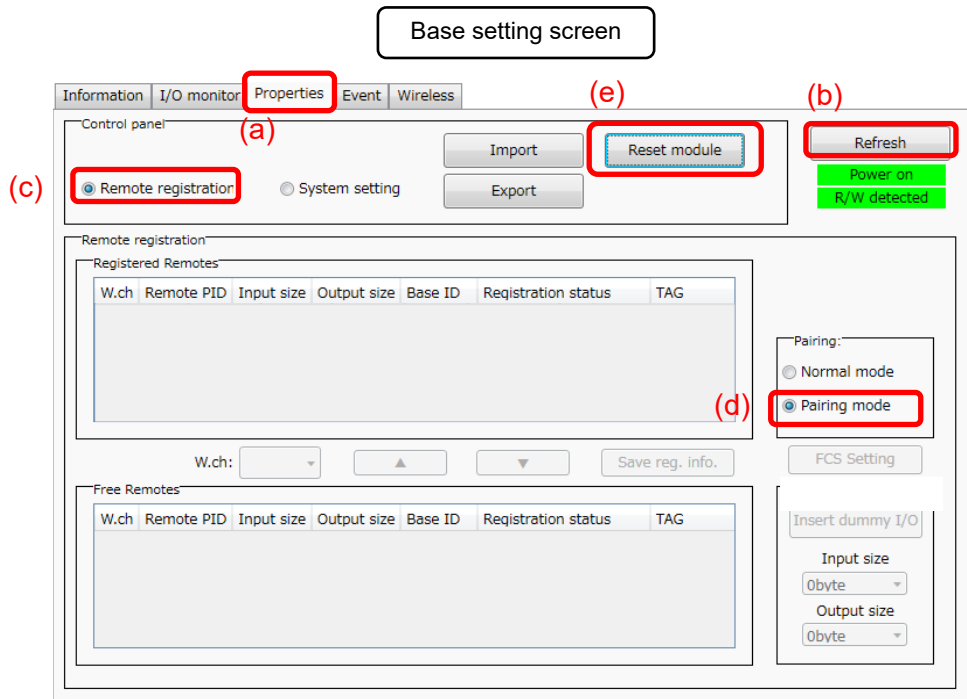 Base setting screen
Information I/O monitor Properties Event Wireless
(e) (b)
Control panel (a)
Import Reset module Refresh
Power on
(c) Remote registration System setting Export R/W detected
Remote registration
Registered Remotes
W.ch Remote PID Input size Output size Base ID Registration status TAG
Pairing:
Normal mode
(d) Pairing mode
W.ch: ▲ ▼ Save reg. info. FCS Setting
Free Remotes
W.ch Remote PID Input size Output size Base ID Registration status TAG
Insert dummy I/O
Input size
0byte
Output size
0byte